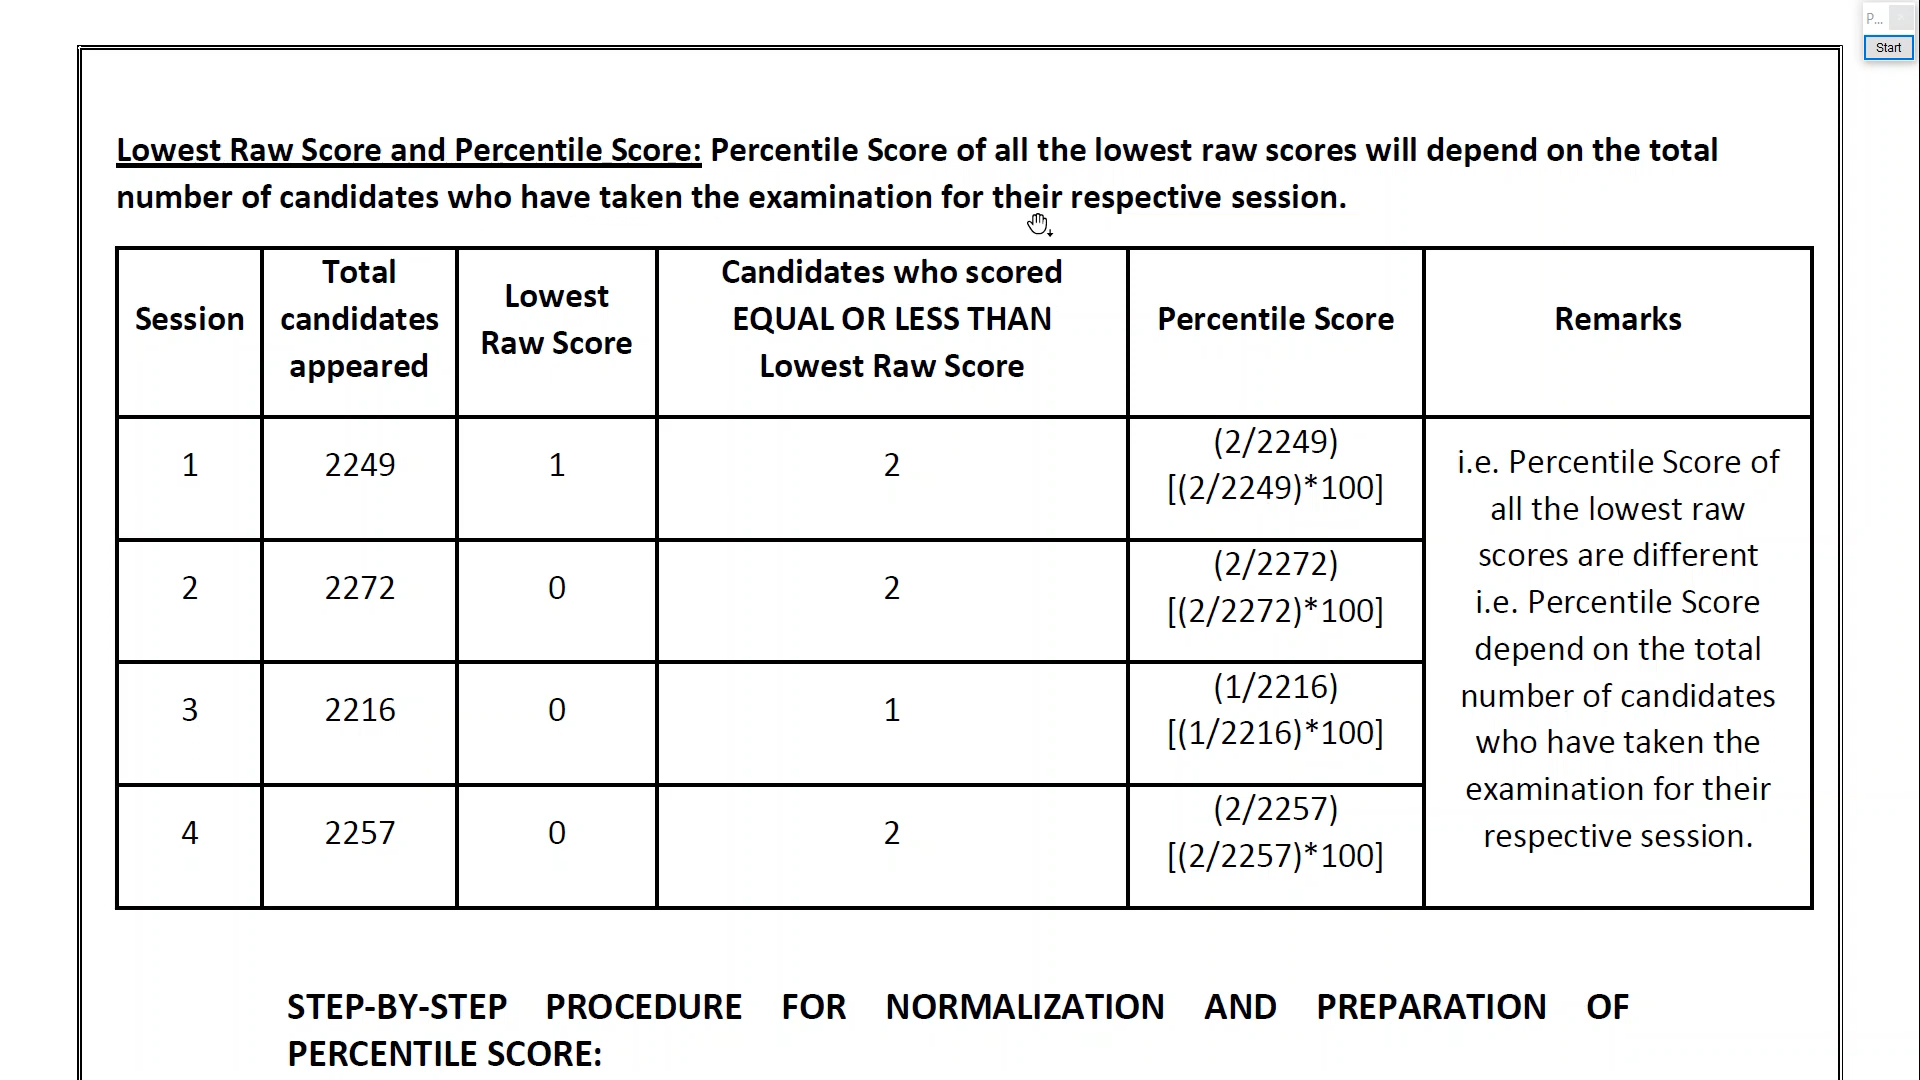 P...
Start
Lowest Raw Score and Percentile Score: Percentile Score of all the lowest raw scores will depend on the total
number of candidates who have taken the examination for their respective session.
Session
Total
candidates
appeared
Lowest
Raw Score
Candidates who scored
EQUAL OR LESS THAN
Lowest Raw Score
Percentile Score
Remarks
1
2249
1
2
(2/2249)
[(2/2249)*100]
2
2272
0
2
(2/2272)
[(2/2272)*100]
3
2216
0
1
(1/2216)
[(1/2216)*100]
4
2257
0
2
(2/2257)
[(2/2257)*100]
i.e. Percentile Score of
all the lowest raw
scores are different
i.e. Percentile Score
depend on the total
number of candidates
who have taken the
examination for their
respective session.
STEP-BY-STEP PROCEDURE FOR NORMALIZATION AND PREPARATION OF
PERCENTILE SCORE: